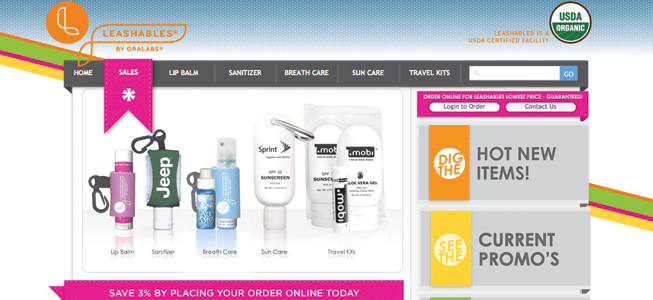 LEASHABLES®
BY ORALABS®
USDA
ORGANIC
LEASHABLES IS A
USDA CERTIFIED FACILITY
HOME
SALES
LIP BALM
SANITIZER
BREATH CARE
SUN CARE
TRAVEL KITS
GO
ORDER ONLINE FOR LEASHABLES LOWEST PRICE - GUARANTEED!
Login to Order
Contact Us
Jeep
Sprint
SPF 30
SUNSCREEN
.mobi
SPF 30
SUNSCREEN
.mobi
.mobi
ALOE VERA GEL
Lip Balm
Sanitizer
Breath Care
Sun Care
Travel Kits
DIG
THE
HOT NEW
ITEMS!
SEE
THE
CURRENT
PROMO'S
SAVE 3% BY PLACING YOUR ORDER ONLINE TODAY